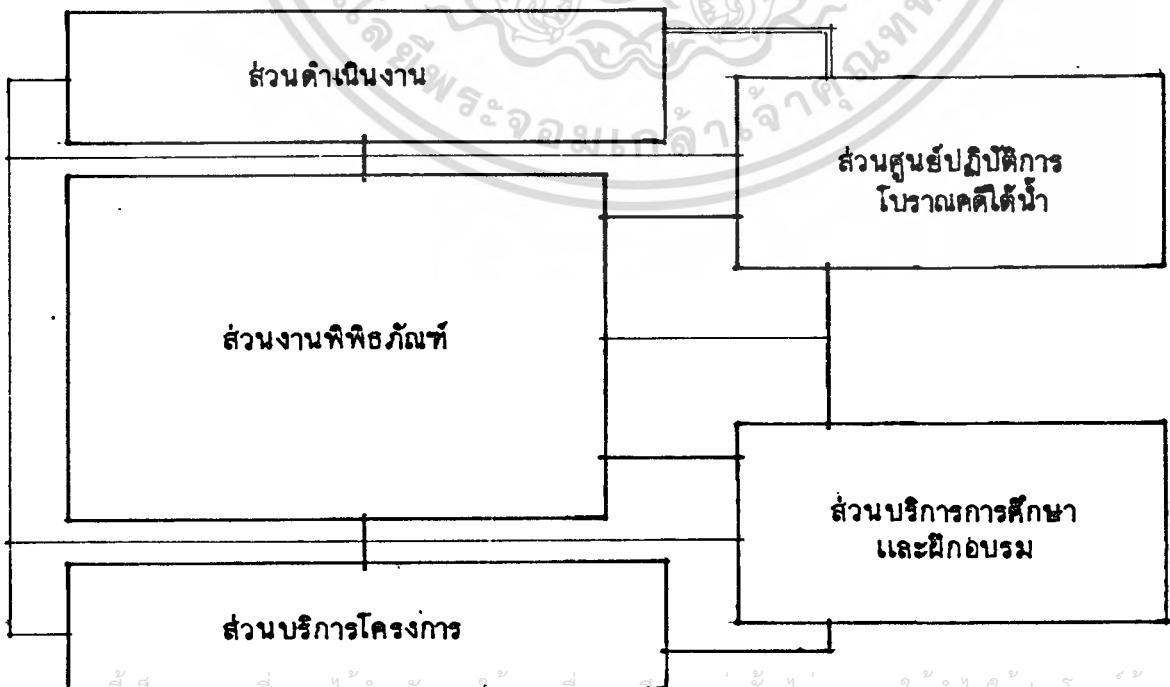 ส่วนดำเนินงาน
ส่วนศูนย์ปฏิบัติการ
โบราณคดีใต้น้ำ
ส่วนงานพิพิธภัณฑ์
ส่วนบริการการศึกษา
และฝึกอบรม
ส่วนบริการโครงการ